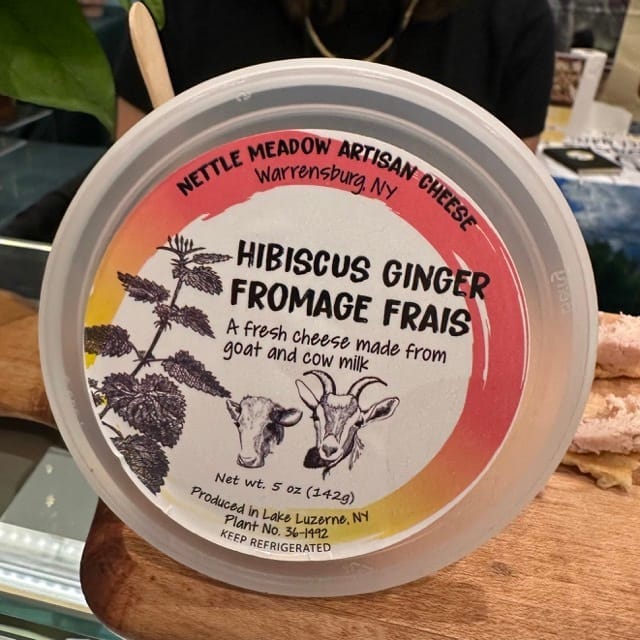 NETTLE MEADOW ARTISAN CHEESE
Warrensburg, NY
HIBISCUS GINGER
FROMAGE FRAIS
A fresh cheese made from
goat and cow milk
Net wt. 5 oz (142g)
Produced in Lake Luzerne, NY
Plant No. 36-1492
KEEP REFRIGERATED